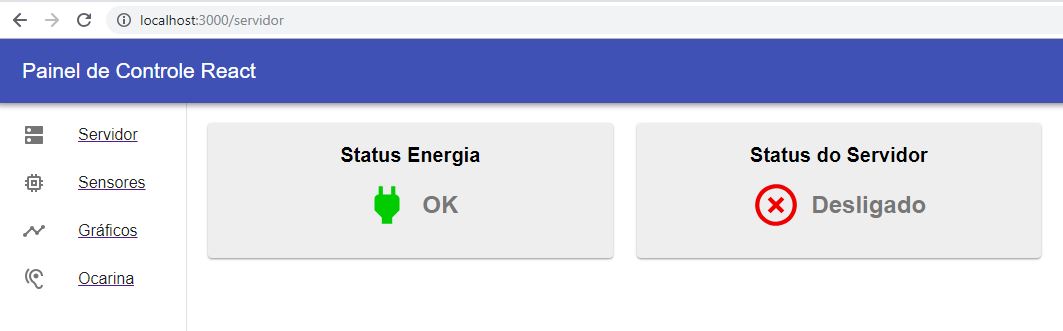 localhost:3000/servidor
Painel de Controle React
Servidor
Sensores
Gráficos
Ocarina
Status Energia
OK
Status do Servidor
Desligado